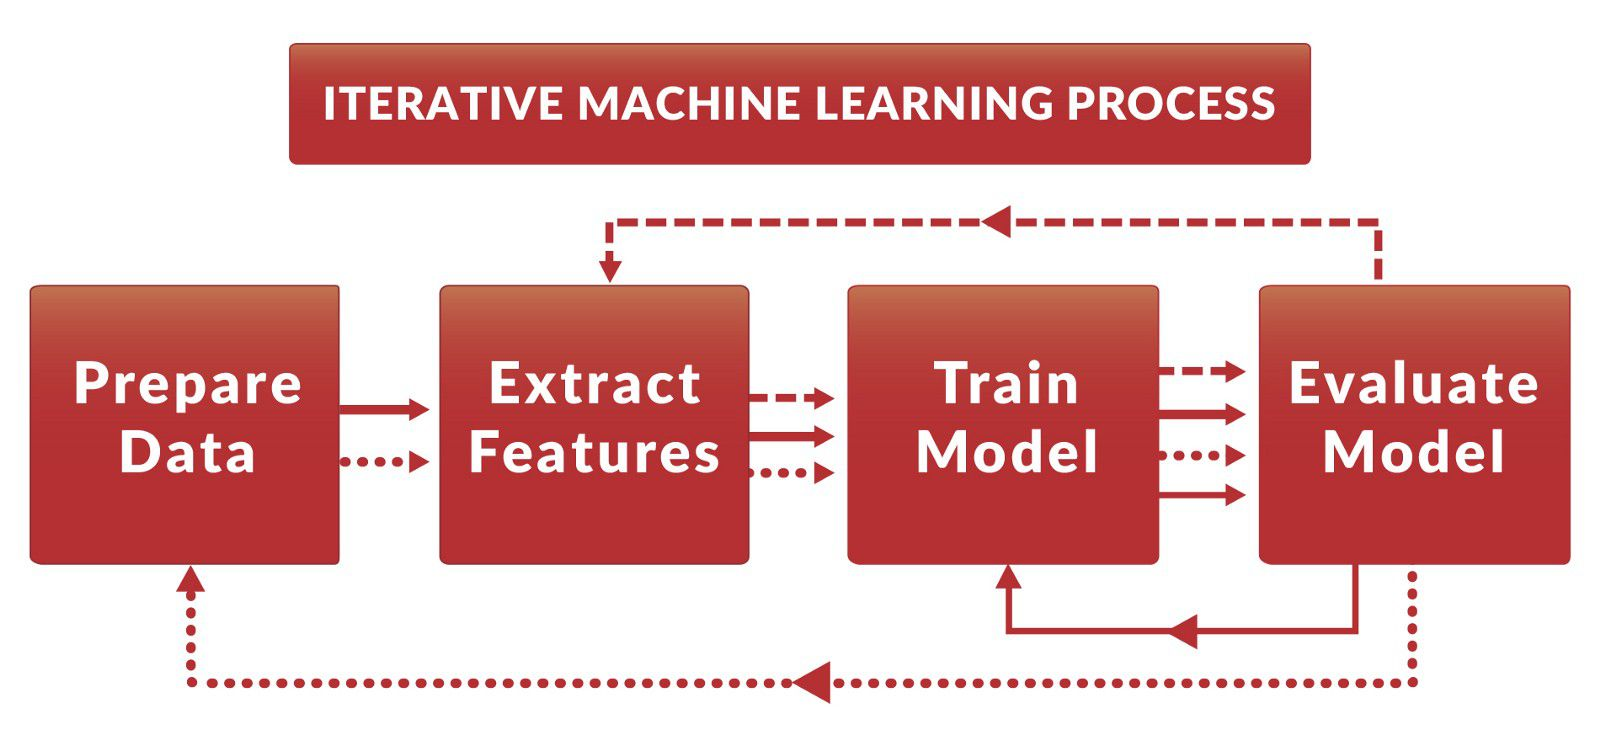 ITERATIVE MACHINE LEARNING PROCESS
Prepare
Data
Extract
Features
Train
Model
Evaluate
Model